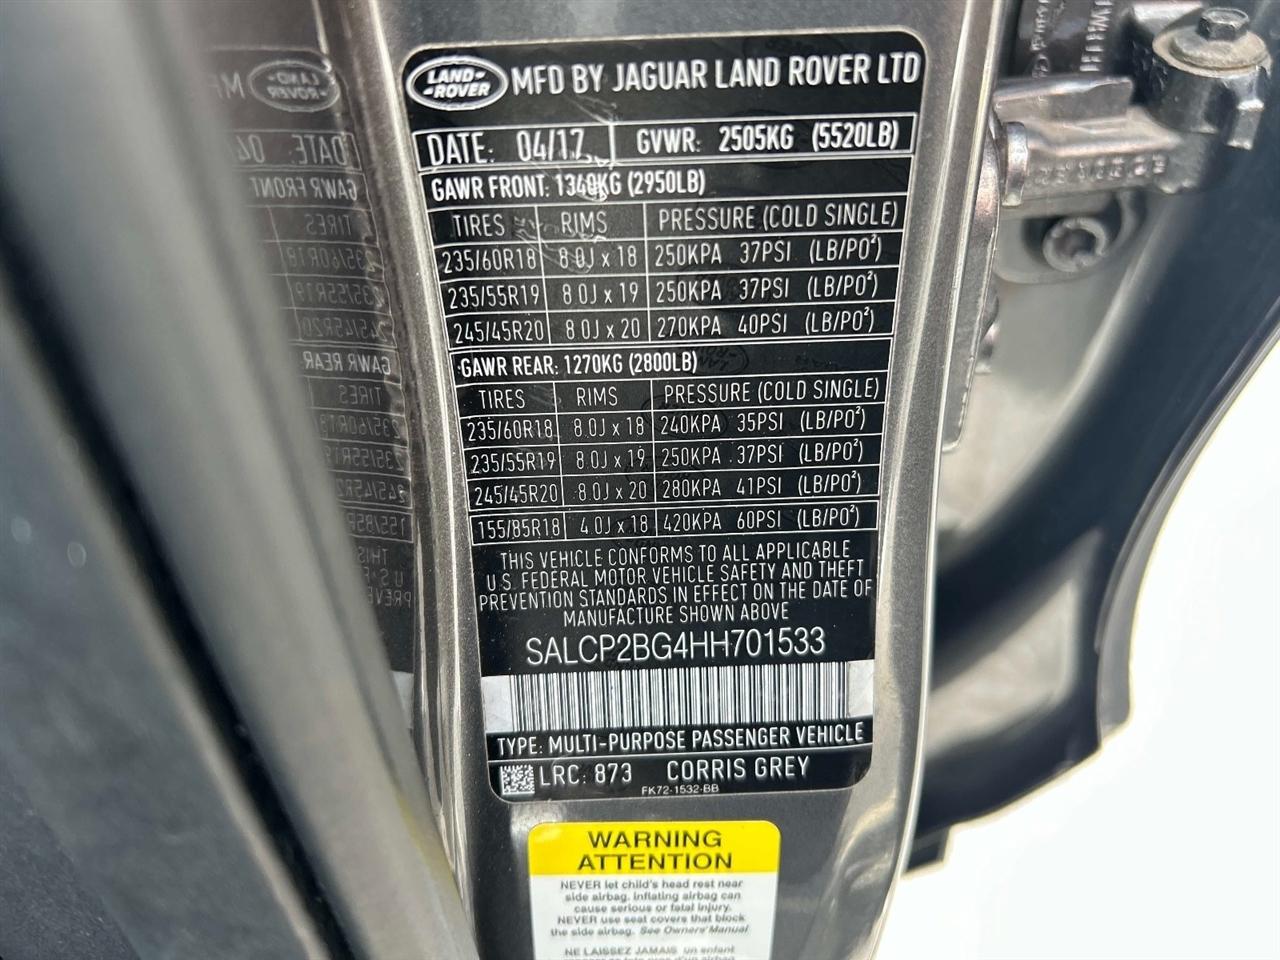 LAND-
-ROVER
MFD BY JAGUAR LAND ROVER LTD
DATE: 04/17 GVWR: 2505KG (5520LB)
GAWR FRONT: 1340KG (2950LB)
TIRES RIMS PRESSURE (COLD SINGLE)
235/60R18 8.0J x 18 250KPA 37PSI (LB/PO²)
235/55R19 8.0J x 19 250KPA 37PSI (LB/PO²)
245/45R20 8.0J x 20 270KPA 40PSI (LB/PO²)
GAWR REAR: 1270KG (2800LB)
TIRES RIMS PRESSURE (COLD SINGLE)
235/60R18 8.0J x 18 240KPA 35PSI (LB/PO²)
235/55R19 8.0J x 19 250KPA 37PSI (LB/PO²)
245/45R20 8.0J x 20 280KPA 41PSI (LB/PO²)
155/85R18 4.0J x 18 420KPA 60PSI (LB/PO²)
THIS VEHICLE CONFORMS TO ALL APPLICABLE
U.S. FEDERAL MOTOR VEHICLE SAFETY AND THEFT
PREVENTION STANDARDS IN EFFECT ON THE DATE OF
MANUFACTURE SHOWN ABOVE
SALCP2BG4HH701533
TYPE: MULTI-PURPOSE PASSENGER VEHICLE
LRC: 873 CORRIS GREY
FK72-1532-BB
WARNING
ATTENTION
NEVER let child's head rest near
side airbag. inflating airbag can
cause serious or fatal injury.
NEVER use seat covers that block
the side airbag. See Owners' Manual
NE LAISSEZ JAMAIS un enfant